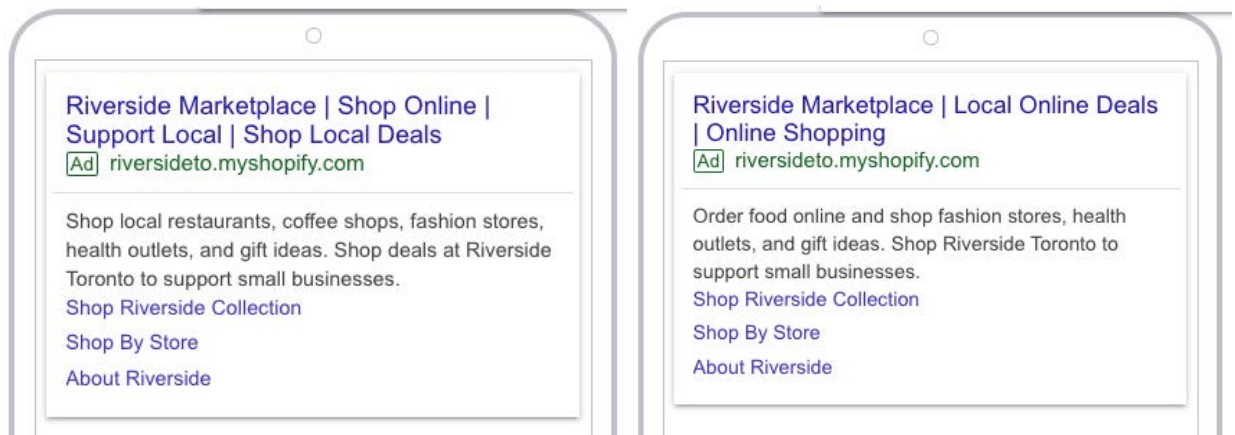 Riverside Marketplace | Shop Online |
Support Local | Shop Local Deals
Ad riversideto.myshopify.com
Shop local restaurants, coffee shops, fashion stores,
health outlets, and gift ideas. Shop deals at Riverside
Toronto to support small businesses.
Shop Riverside Collection
Shop By Store
About Riverside
Riverside Marketplace | Local Online Deals
| Online Shopping
Ad riversideto.myshopify.com
Order food online and shop fashion stores, health
outlets, and gift ideas. Shop Riverside Toronto to
support small businesses.
Shop Riverside Collection
Shop By Store
About Riverside